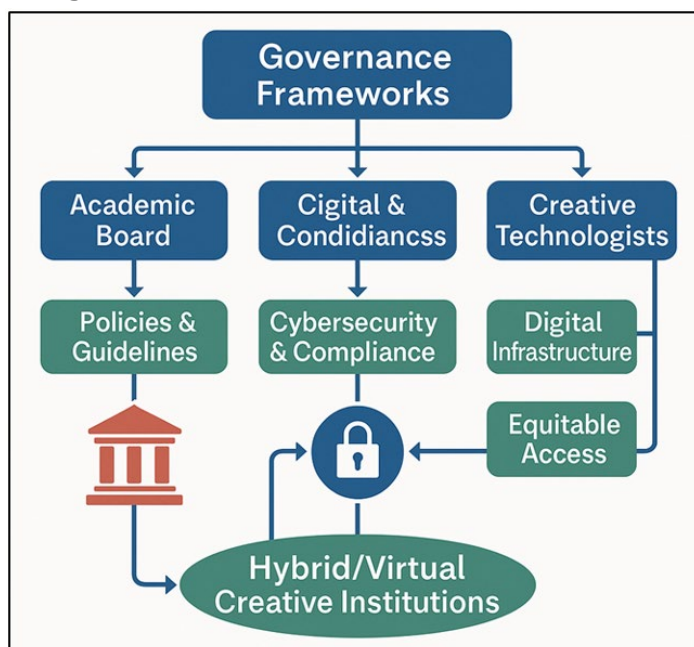 Governance
Frameworks
Academic
Board
Cigital &
Condidiancss
Creative
Technologists
Policies &
Guidelines
Cybersecurity
& Compliance
Digital
Infrastructure
Equitable
Access
Hybrid/Virtual
Creative Institutions